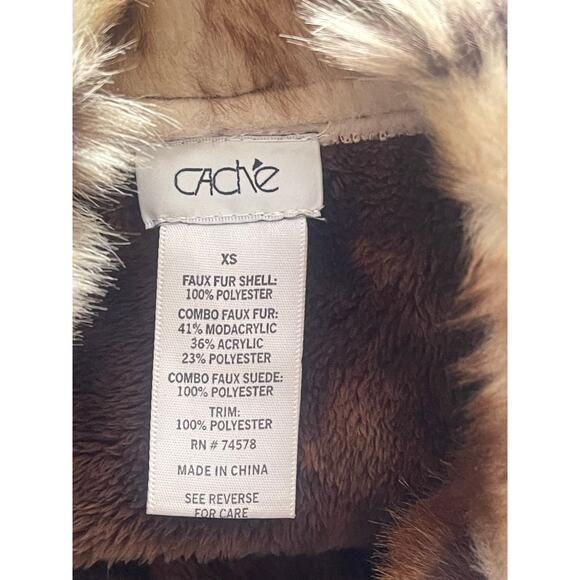 CAChé
XS
FAUX FUR SHELL:
100% POLYESTER
COMBO FAUX FUR:
41% MODACRYLIC
36% ACRYLIC
23% POLYESTER
COMBO FAUX SUEDE:
100% POLYESTER
TRIM:
100% POLYESTER
RN # 74578
MADE IN CHINA
SEE REVERSE
FOR CARE